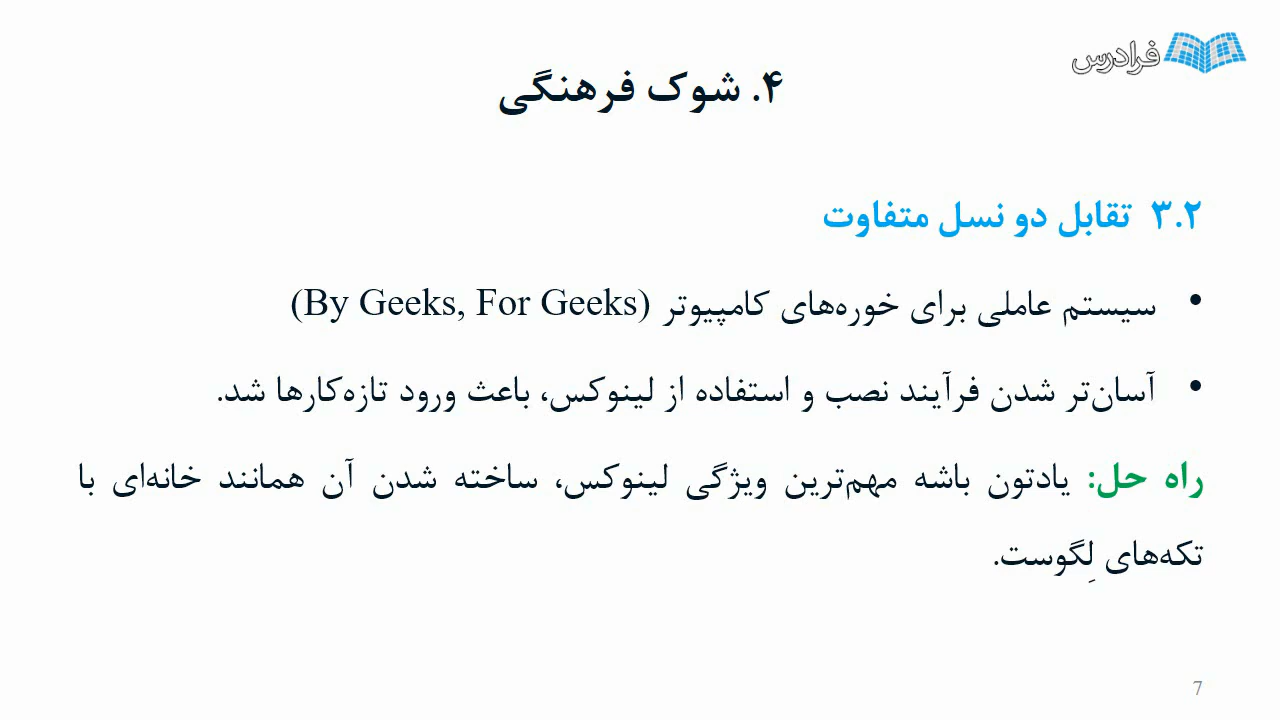 فرادرس
۴. شوک فرهنگی
۳.۲ تقابل دو نسل متفاوت
• سیستم عاملی برای خوره‌های کامپیوتر (By Geeks, For Geeks)
• آسان‌تر شدن فرآیند نصب و استفاده از لینوکس، باعث ورود تازه‌کارها شد.
راه حل: یادتون باشه مهم‌ترین ویژگی لینوکس، ساخته شدن آن همانند خانه‌ای با
تکه‌های لِگوست.
7